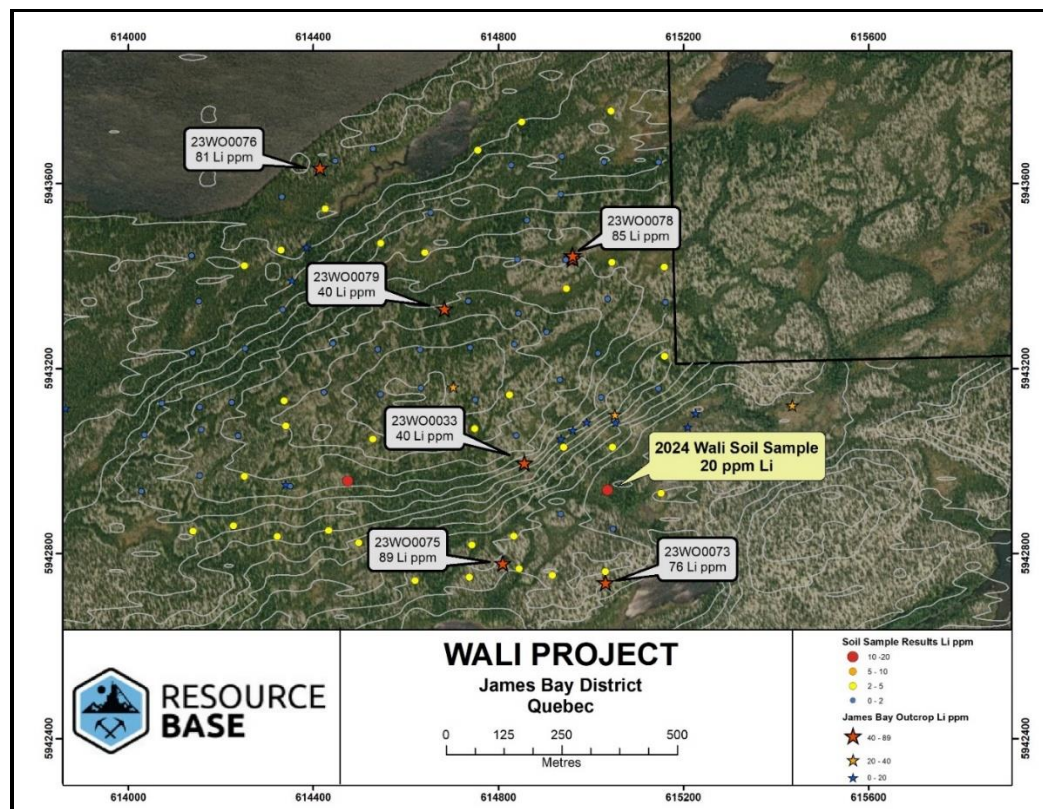 614000 614400 614800 615200 615600
23WO0076
81 Li ppm
5943600 5943600
23WO0078
85 Li ppm
23WO0079
40 Li ppm
5943200 5943200
23WO0033
40 Li ppm
2024 Wali Soil Sample
20 ppm Li
23WO0075
89 Li ppm
23WO0073
76 Li ppm
5942800 5942800
RESOURCE
BASE
WALI PROJECT
James Bay District
Quebec
0 125 250 500
Metres
Soil Sample Results Li ppm
10 -20
5 - 10
2 - 5
0 - 2
James Bay Outcrop Li ppm
40 - 89
20 - 40
0 - 20
5942400 5942400
614000 614400 614800 615200 615600